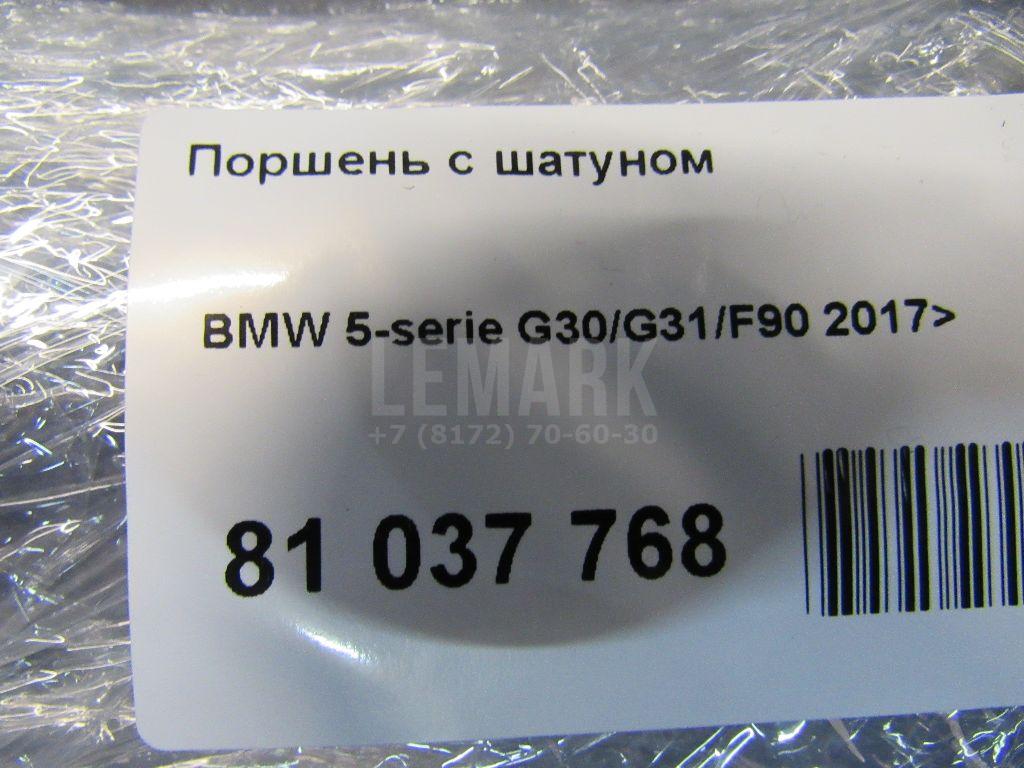 Поршень с шатуном
BMW 5-serie G30/G31/F90 2017>
LEMARK
+7 (8172) 70-60-30
81 037 768